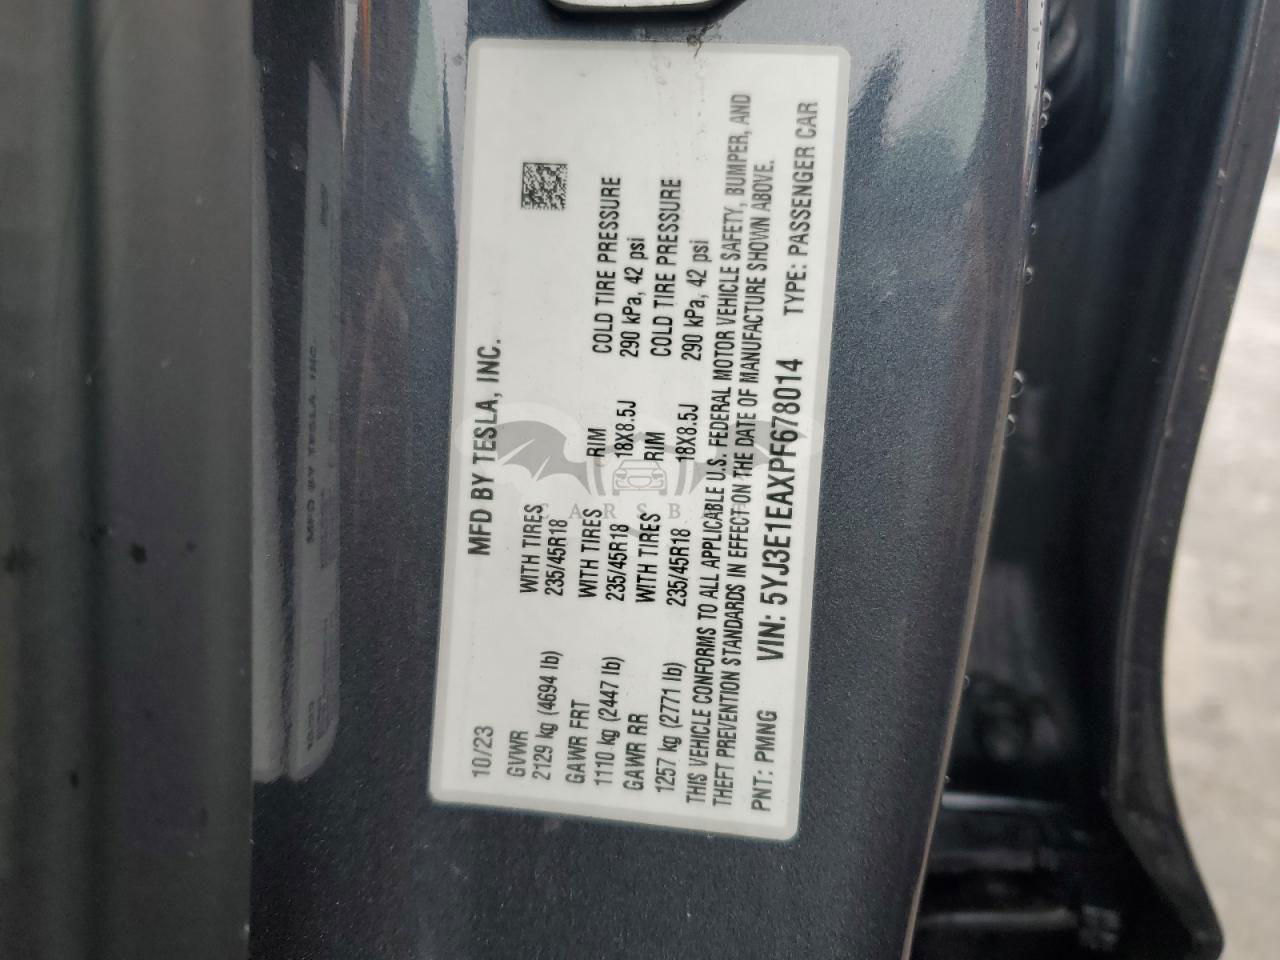 MFD BY TESLA, INC.
10/23
GVWR
2129 kg (4694 lb)
WITH TIRES
235/45R18
GAWR FRT
1110 kg (2447 lb)
WITH TIRES
235/45R18
RIM
18X8.5J
COLD TIRE PRESSURE
290 kPa, 42 psi
GAWR RR
1257 kg (2771 lb)
WITH TIRES
235/45R18
RIM
18X8.5J
COLD TIRE PRESSURE
290 kPa, 42 psi
THIS VEHICLE CONFORMS TO ALL APPLICABLE U.S. FEDERAL MOTOR VEHICLE SAFETY, BUMPER, AND
THEFT PREVENTION STANDARDS IN EFFECT ON THE DATE OF MANUFACTURE SHOWN ABOVE.
PNT: PMNG VIN: 5YJ3E1EAXPF678014 TYPE: PASSENGER CAR